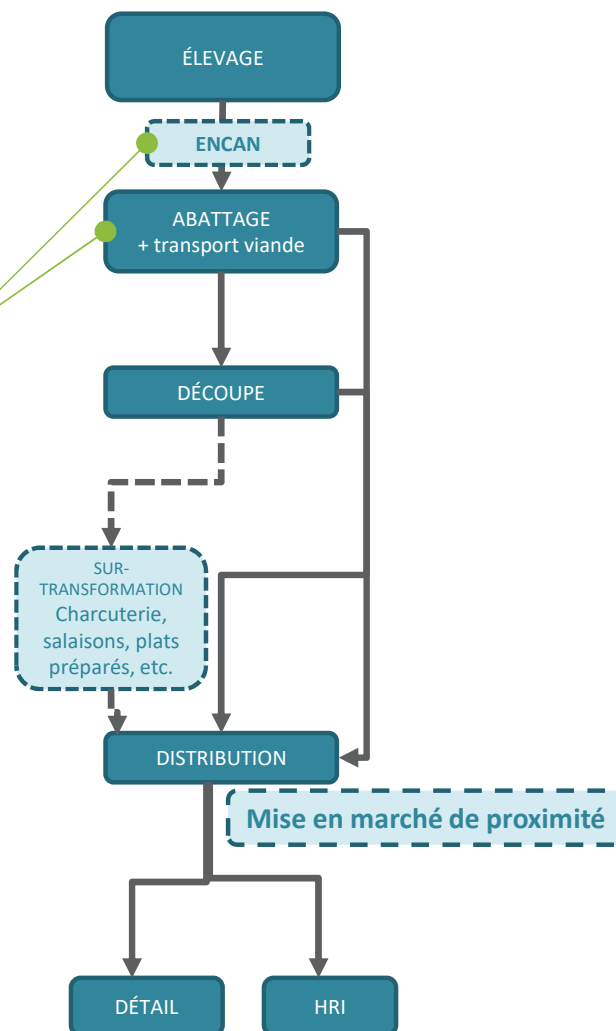 ÉLEVAGE
ENCAN
ABATTAGE
+ transport viande
DÉCOUPE
SUR-
TRANSFORMATION
Charcuterie,
salaisons, plats
préparés, etc.
DISTRIBUTION
Mise en marché de proximité
DÉTAIL
HRI